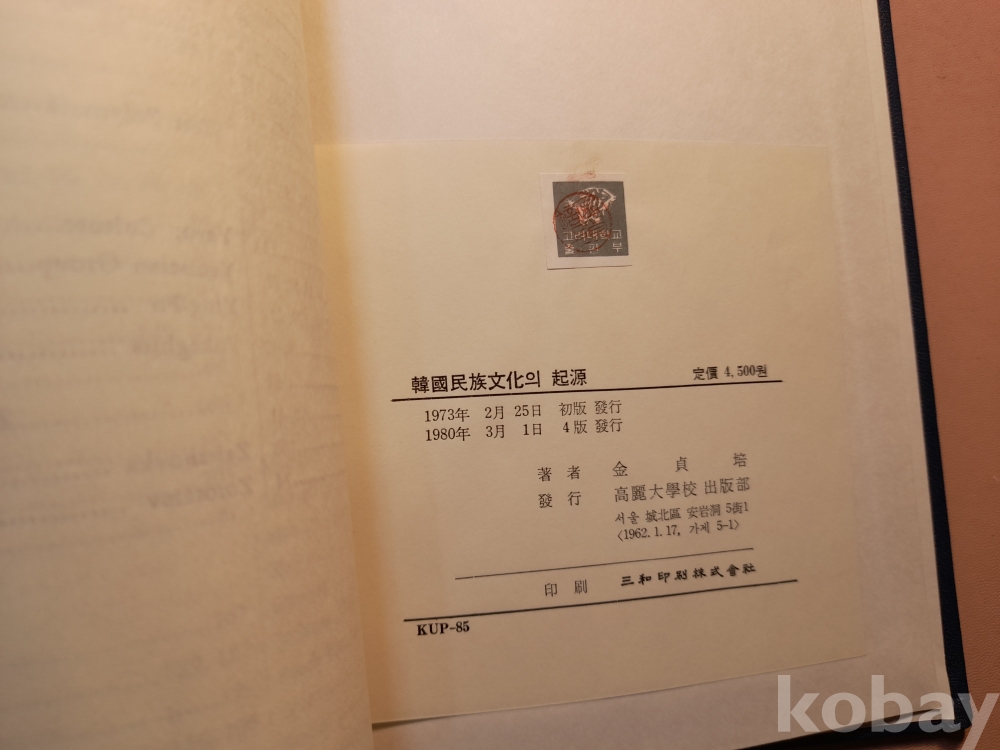 고려대학교
출판부
韓國民族文化의 起源 定價 4,500원
1973年 2月 25日 初版 發行
1980年 3月 1日 4版 發行
著者 金貞培
發行 高麗大學校 出版部
서울 城北區 安岩洞 5街1
<1962. 1. 17, 가제 5-1>
印刷 三和印刷株式會社
KUP-85
kobay